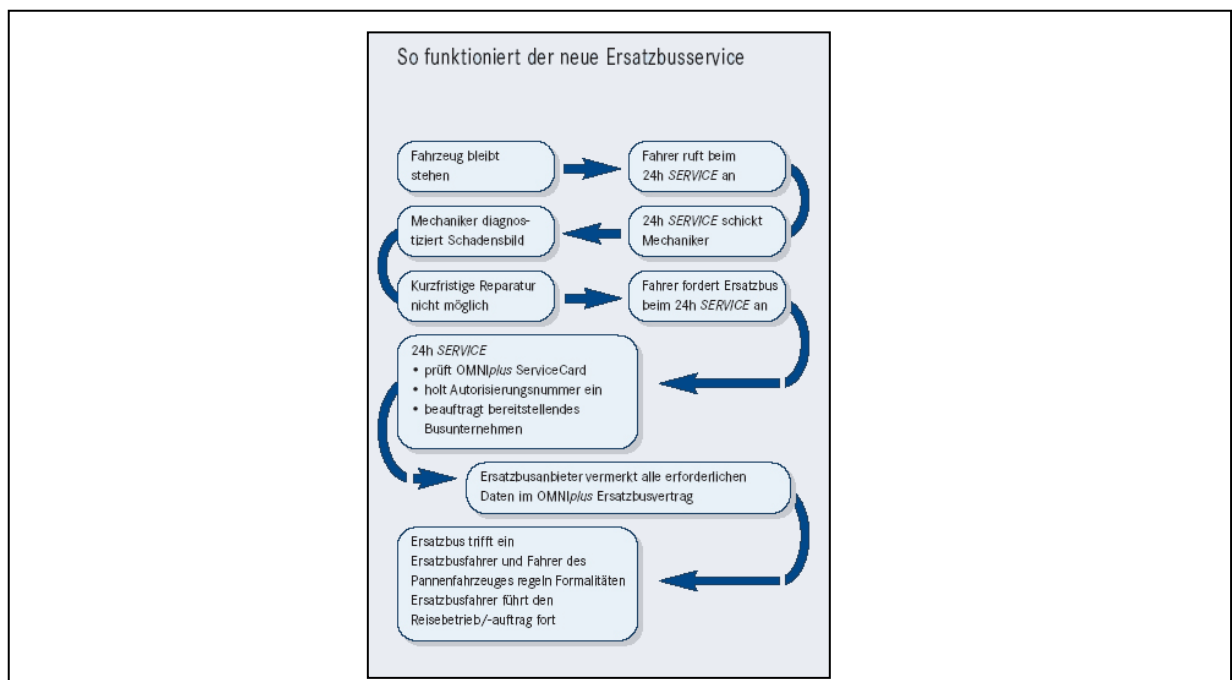 So funktioniert der neue Ersatzbusservice
Fahrzeug bleibt
stehen
Fahrer ruft beim
24h SERVICE an
24h SERVICE schickt
Mechaniker
Mechaniker diagnos-
tiziert Schadensbild
Kurzfristige Reparatur
nicht möglich
Fahrer fordert Ersatzbus
beim 24h SERVICE an
24h SERVICE
• prüft OMNIplus ServiceCard
• holt Autorisierungsnummer ein
• beauftragt bereitstellendes
Busunternehmen
Ersatzbusanbieter vermerkt alle erforderlichen
Daten im OMNIplus Ersatzbusvertrag
Ersatzbus trifft ein
Ersatzbusfahrer und Fahrer des
Pannenfahrzeuges regeln Formalitäten
Ersatzbusfahrer führt den
Reisebetrieb/-auftrag fort